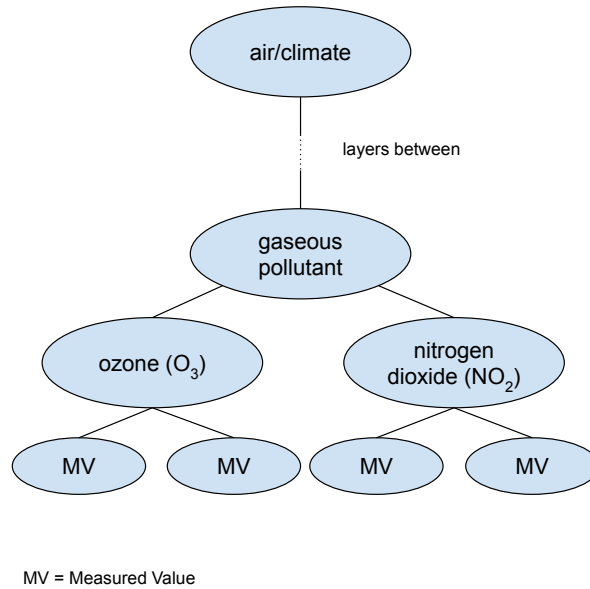 air/climate
layers between
gaseous
pollutant
ozone (O₃)
nitrogen
dioxide (NO₂)
MV
MV
MV
MV
MV = Measured Value